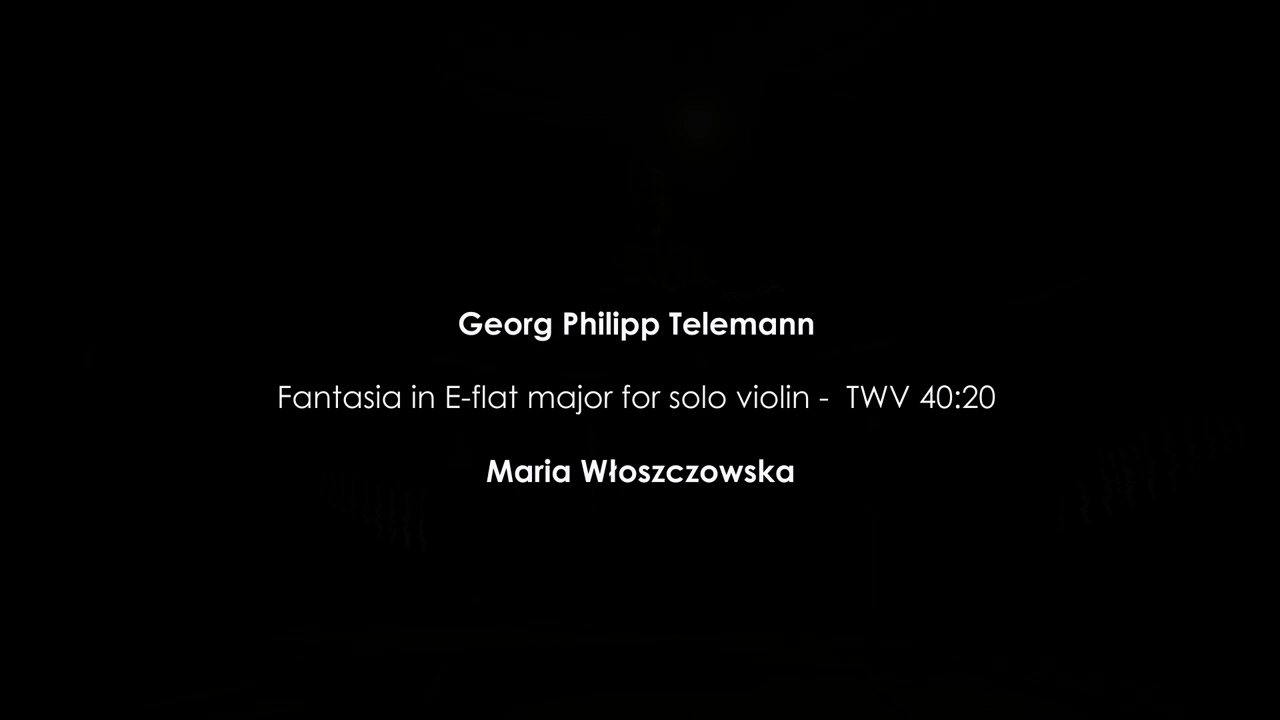 Georg Philipp Telemann
Fantasia in E-flat major for solo violin -  TWV 40:20
Maria Włoszczowska